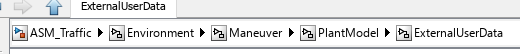 ExternalUserData
ASM_Traffic Environment Maneuver PlantModel ExternalUserData